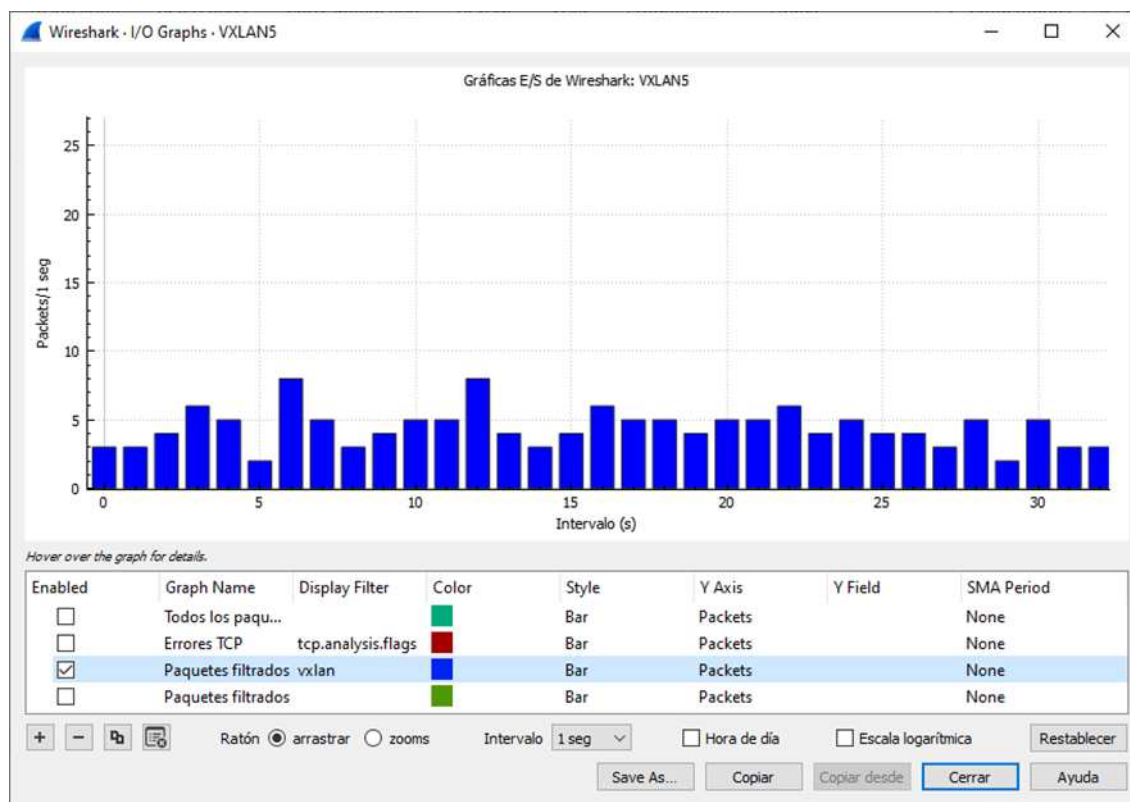 Wireshark · I/O Graphs · VXLAN5
Gráficas E/S de Wireshark: VXLAN5
25
20
15
10
5
0
Packets/1 seg
0 5 10 15 20 25 30
Intervalo (s)
Hover over the graph for details.
Enabled Graph Name Display Filter Color Style Y Axis Y Field SMA Period
Todos los paqu... Bar Packets None
Errores TCP tcp.analysis.flags Bar Packets None
Paquetes filtrados vxlan Bar Packets None
Paquetes filtrados Bar Packets None
Ratón arrastrar zooms Intervalo 1 seg Hora de día Escala logarítmica Restablecer
Save As... Copiar Copiar desde Cerrar Ayuda